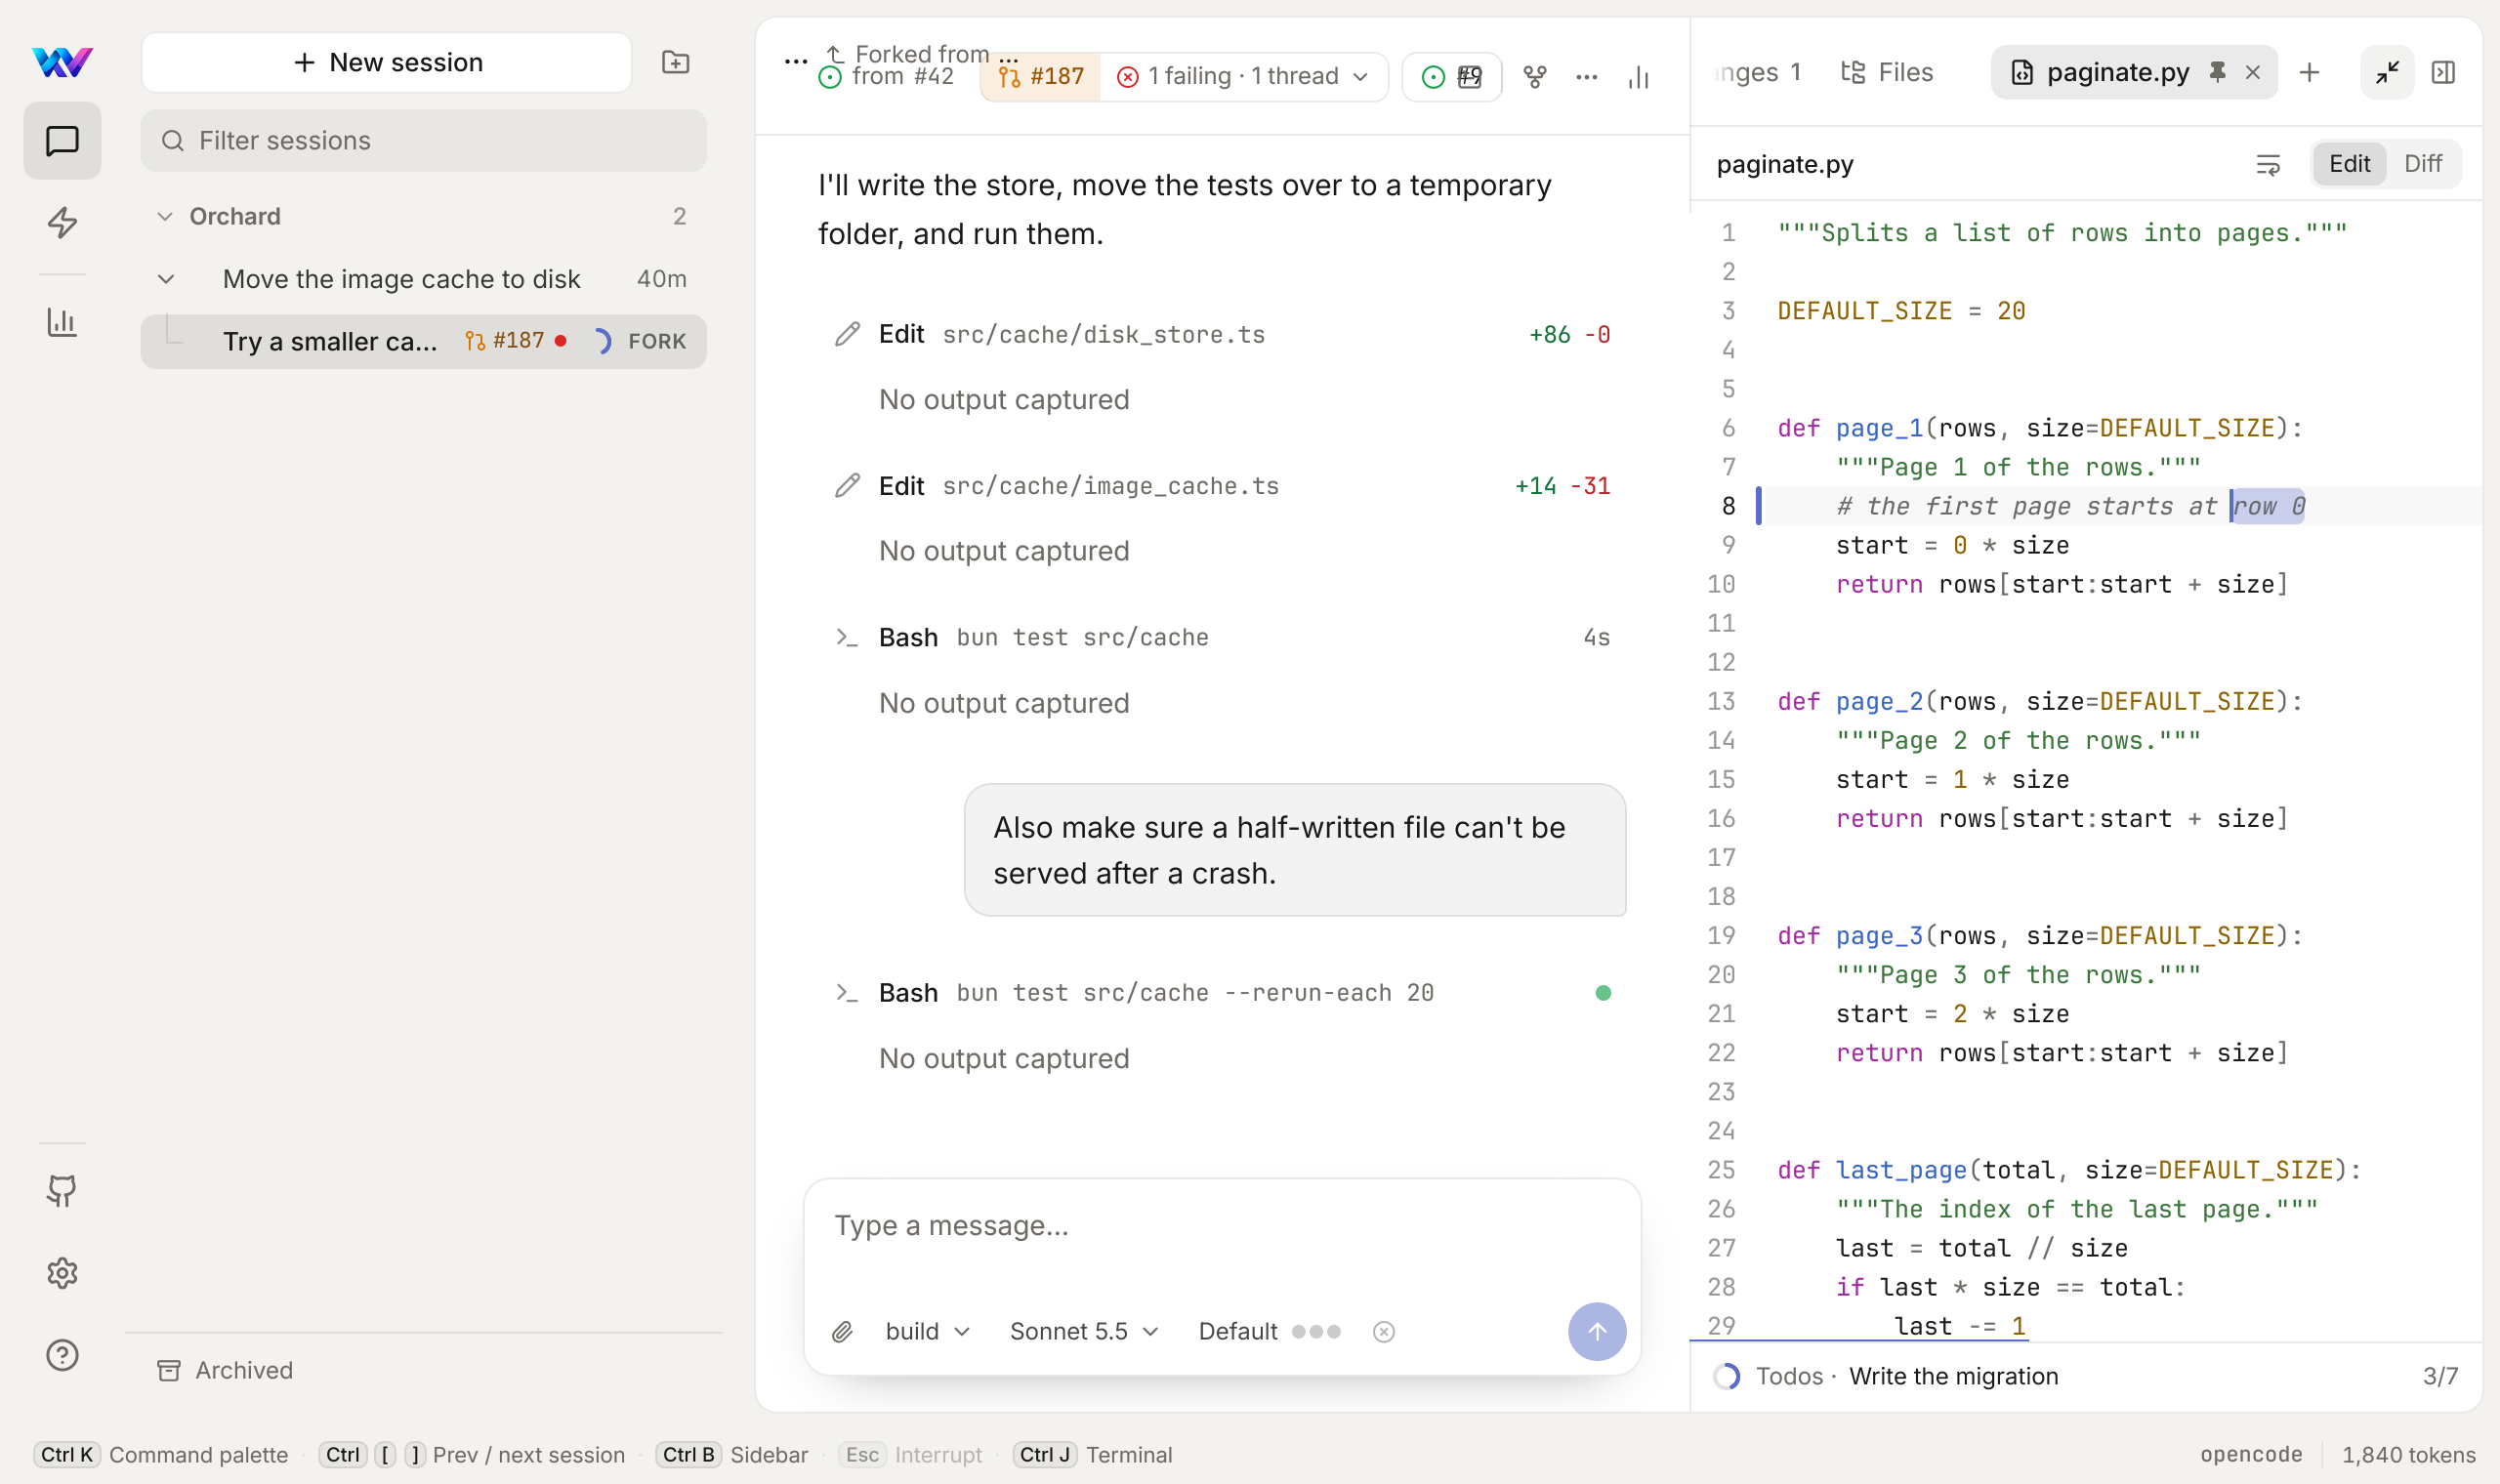 New session
Filter sessions
Orchard 2
Move the image cache to disk 40m
Try a smaller ca... #187 FORK
Archived
Forked from ...
from #42
#187 1 failing · 1 thread
#9
I'll write the store, move the tests over to a temporary
folder, and run them.
Edit src/cache/disk_store.ts +86 -0
No output captured
Edit src/cache/image_cache.ts +14 -31
No output captured
Bash bun test src/cache 4s
No output captured
Also make sure a half-written file can't be
served after a crash.
Bash bun test src/cache --rerun-each 20
No output captured
Type a message...
build Sonnet 5.5 Default
anges 1 Files paginate.py
paginate.py Edit Diff
1 """Splits a list of rows into pages."""
2
3 DEFAULT_SIZE = 20
4
5
6 def page_1(rows, size=DEFAULT_SIZE):
7 """Page 1 of the rows."""
8 # the first page starts at row 0
9 start = 0 * size
10 return rows[start:start + size]
11
12
13 def page_2(rows, size=DEFAULT_SIZE):
14 """Page 2 of the rows."""
15 start = 1 * size
16 return rows[start:start + size]
17
18
19 def page_3(rows, size=DEFAULT_SIZE):
20 """Page 3 of the rows."""
21 start = 2 * size
22 return rows[start:start + size]
23
24
25 def last_page(total, size=DEFAULT_SIZE):
26 """The index of the last page."""
27 last = total // size
28 if last * size == total:
29 last -= 1
Todos · Write the migration 3/7
Ctrl K Command palette · Ctrl [ ] Prev / next session · Ctrl B Sidebar · Esc Interrupt · Ctrl J Terminal
opencode 1,840 tokens